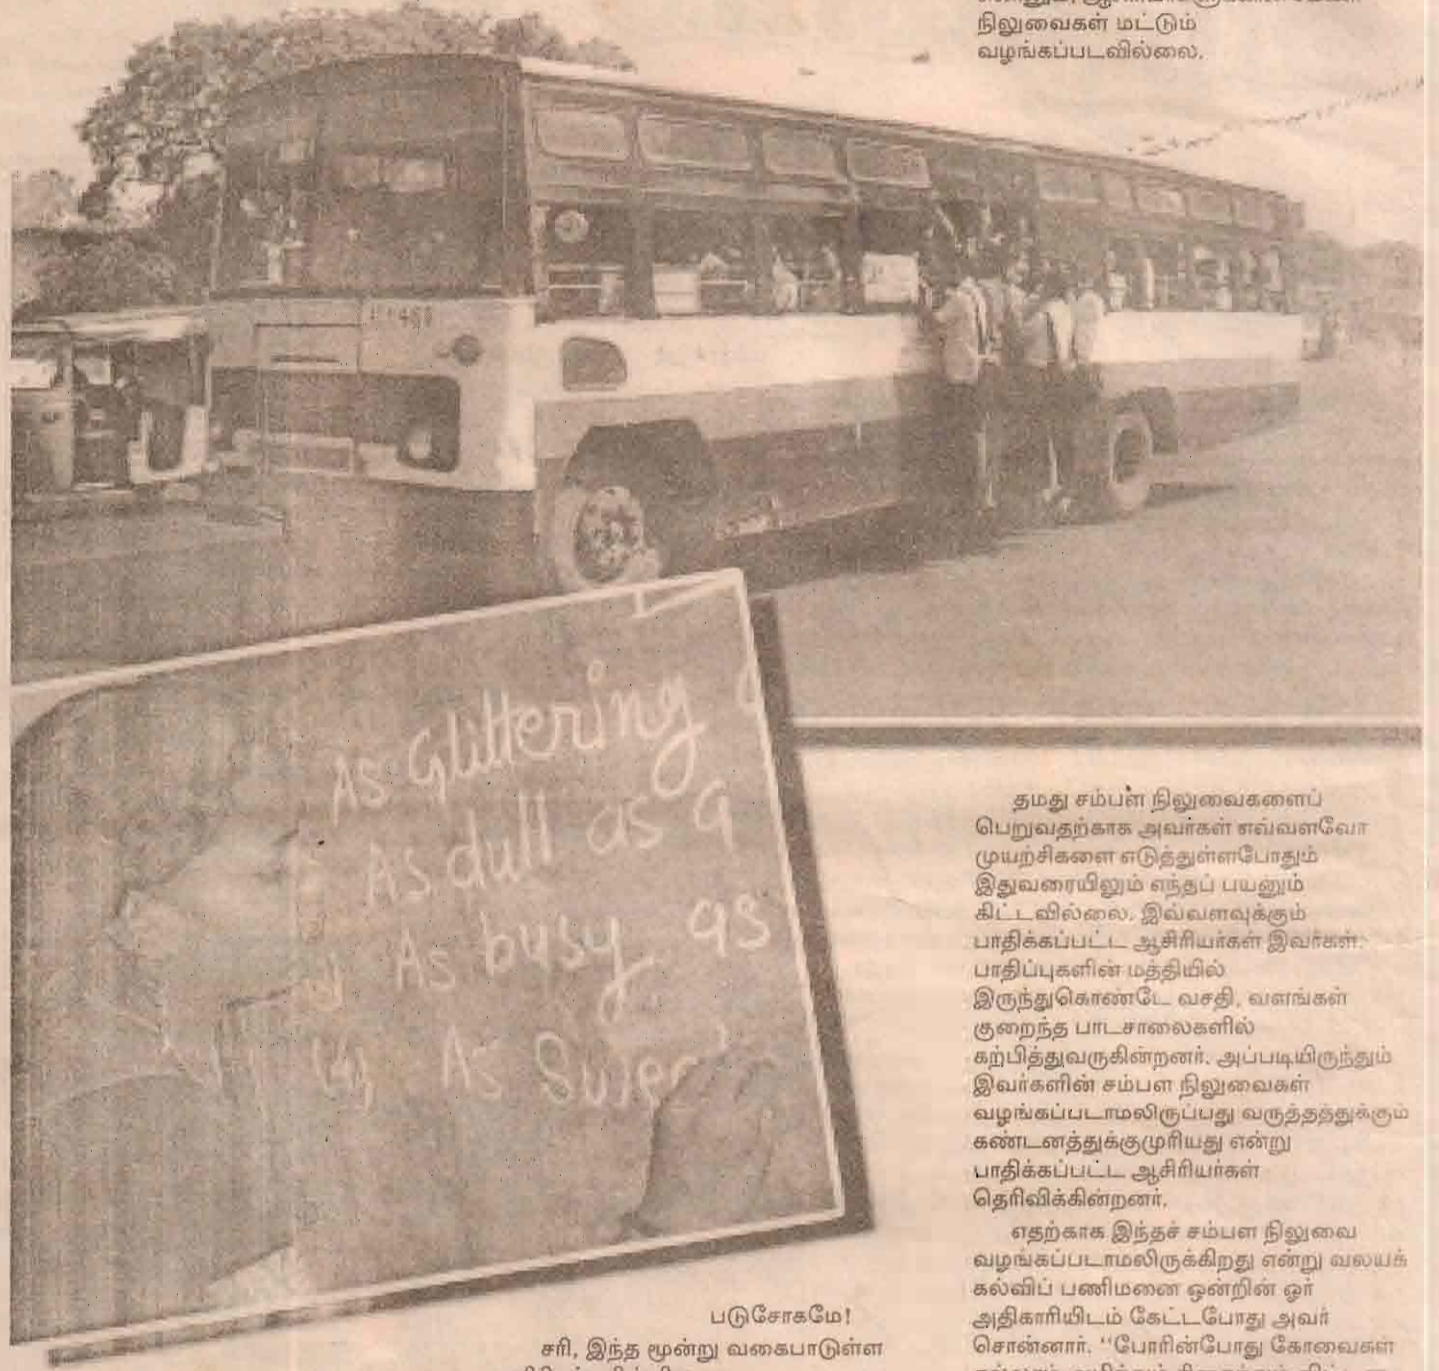 நிலுவைகள் மட்டும்
வழங்கப்படவில்லை.
As Glittering
As dull as a
As busy as
As
தமது சம்பள நிலுவைகளைப்
பெறுவதற்காக அவர்கள் எவ்வளவோ
முயற்சிகளை எடுத்துள்ளபோதும்
இதுவரையிலும் எந்தப் பயனும்
கிட்டவில்லை. இவ்வளவுக்கும்
பாதிக்கப்பட்ட ஆசிரியர்கள் இவர்கள்.
பாதிப்புகளின் மத்தியில்
இருந்துகொண்டே வசதி, வளங்கள்
குறைந்த பாடசாலைகளில்
கற்பித்துவருகின்றனர். அப்படியிருந்தும்
இவர்களின் சம்பள நிலுவைகள்
வழங்கப்படாமலிருப்பது வருத்தத்துக்கும்
கண்டனத்துக்குமுரியது என்று
பாதிக்கப்பட்ட ஆசிரியர்கள்
தெரிவிக்கின்றனர்.
எதற்காக இந்தச் சம்பள நிலுவை
வழங்கப்படாமலிருக்கிறது என்று வலயக்
கல்விப் பணிமனை ஒன்றின் ஓர்
அதிகாரியிடம் கேட்டபோது அவர்
சொன்னார். “போரின்போது கோவைகள்
படுசோகமே!
சரி, இந்த மூன்று வகைபாடுள்ள